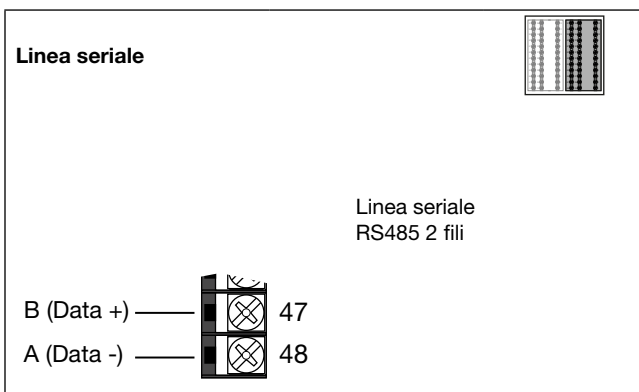 Linea seriale
Linea seriale
RS485 2 fili
B (Data +) 47
A (Data -) 48